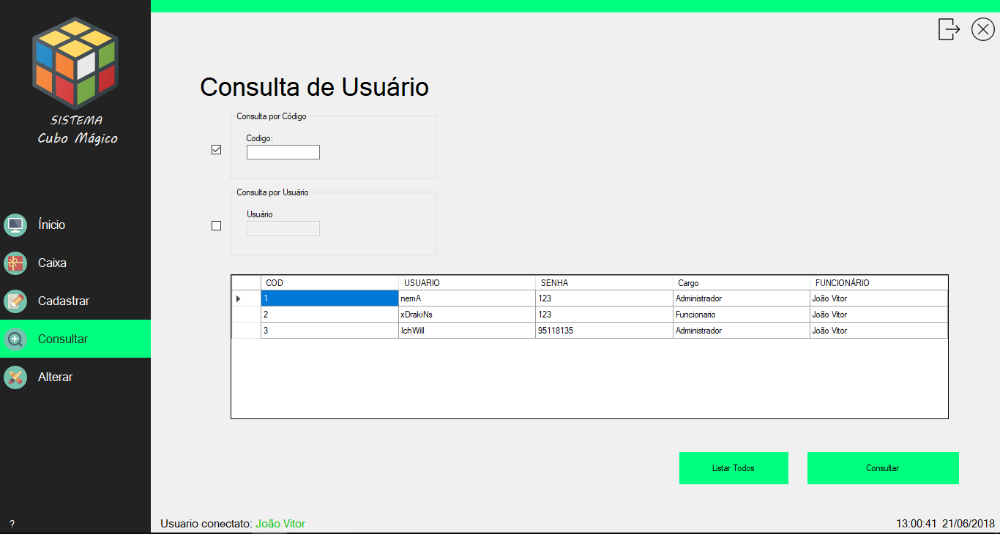 SISTEMA
Cubo Mágico
Ínicio
Caixa
Cadastrar
Consultar
Alterar
?
Consulta de Usuário
Consulta por Código
Codigo:
Consulta por Usuário
Usuário
COD USUARIO SENHA Cargo FUNCIONÁRIO
1 nemA 123 Administrador João Vitor
2 xDrakiNs 123 Funcionario João Vitor
3 IchWill 95118135 Administrador João Vitor
Listar Todos Consultar
Usuario conectato: João Vitor 13:00:41 21/06/2018